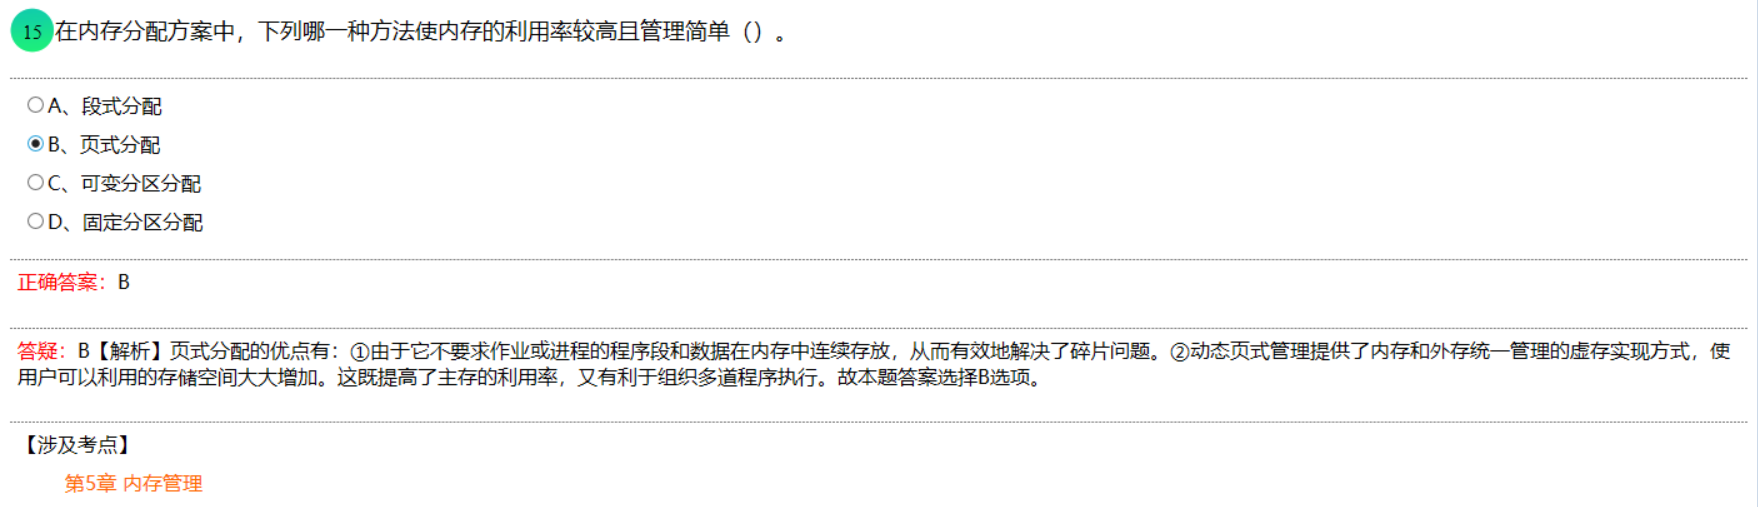 15 在内存分配方案中，下列哪一种方法使内存的利用率较高且管理简单（）。
A、段式分配
B、页式分配
C、可变分区分配
D、固定分区分配
正确答案：B
答疑：B【解析】页式分配的优点有：①由于它不要求作业或进程的程序段和数据在内存中连续存放，从而有效地解决了碎片问题。②动态页式管理提供了内存和外存统一管理的虚存实现方式，使
用户可以利用的存储空间大大增加。这既提高了主存的利用率，又有利于组织多道程序执行。故本题答案选择B选项。
【涉及考点】
第5章 内存管理